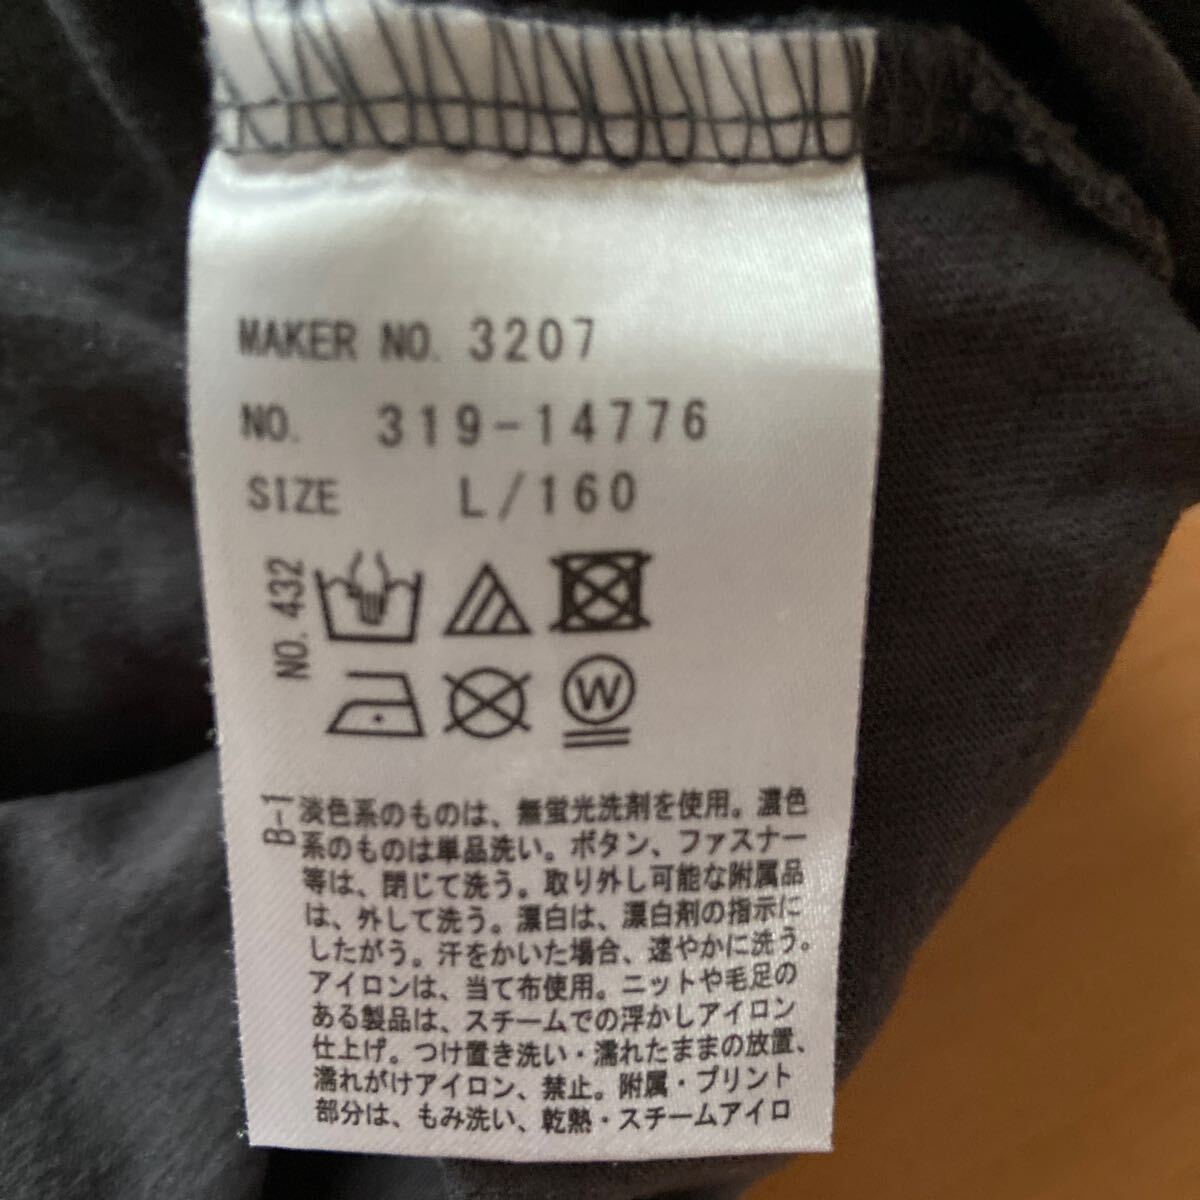 MAKER NO. 3207
NO. 319-14776
SIZE L/160
NO. 432
W
B-1
淡色系のものは、無蛍光洗剤を使用。濃色
系のものは単品洗い。ボタン、ファスナー
等は、閉じて洗う。取り外し可能な附属品
は、外して洗う。漂白は、漂白剤の指示に
したがう。汗をかいた場合、速やかに洗う。
アイロンは、当て布使用。ニットや毛足の
ある製品は、スチームでの浮かしアイロン
仕上げ。つけ置き洗い・濡れたままの放置、
濡れがけアイロン、禁止。附属・プリント
部分は、もみ洗い、乾熱・スチームアイロ